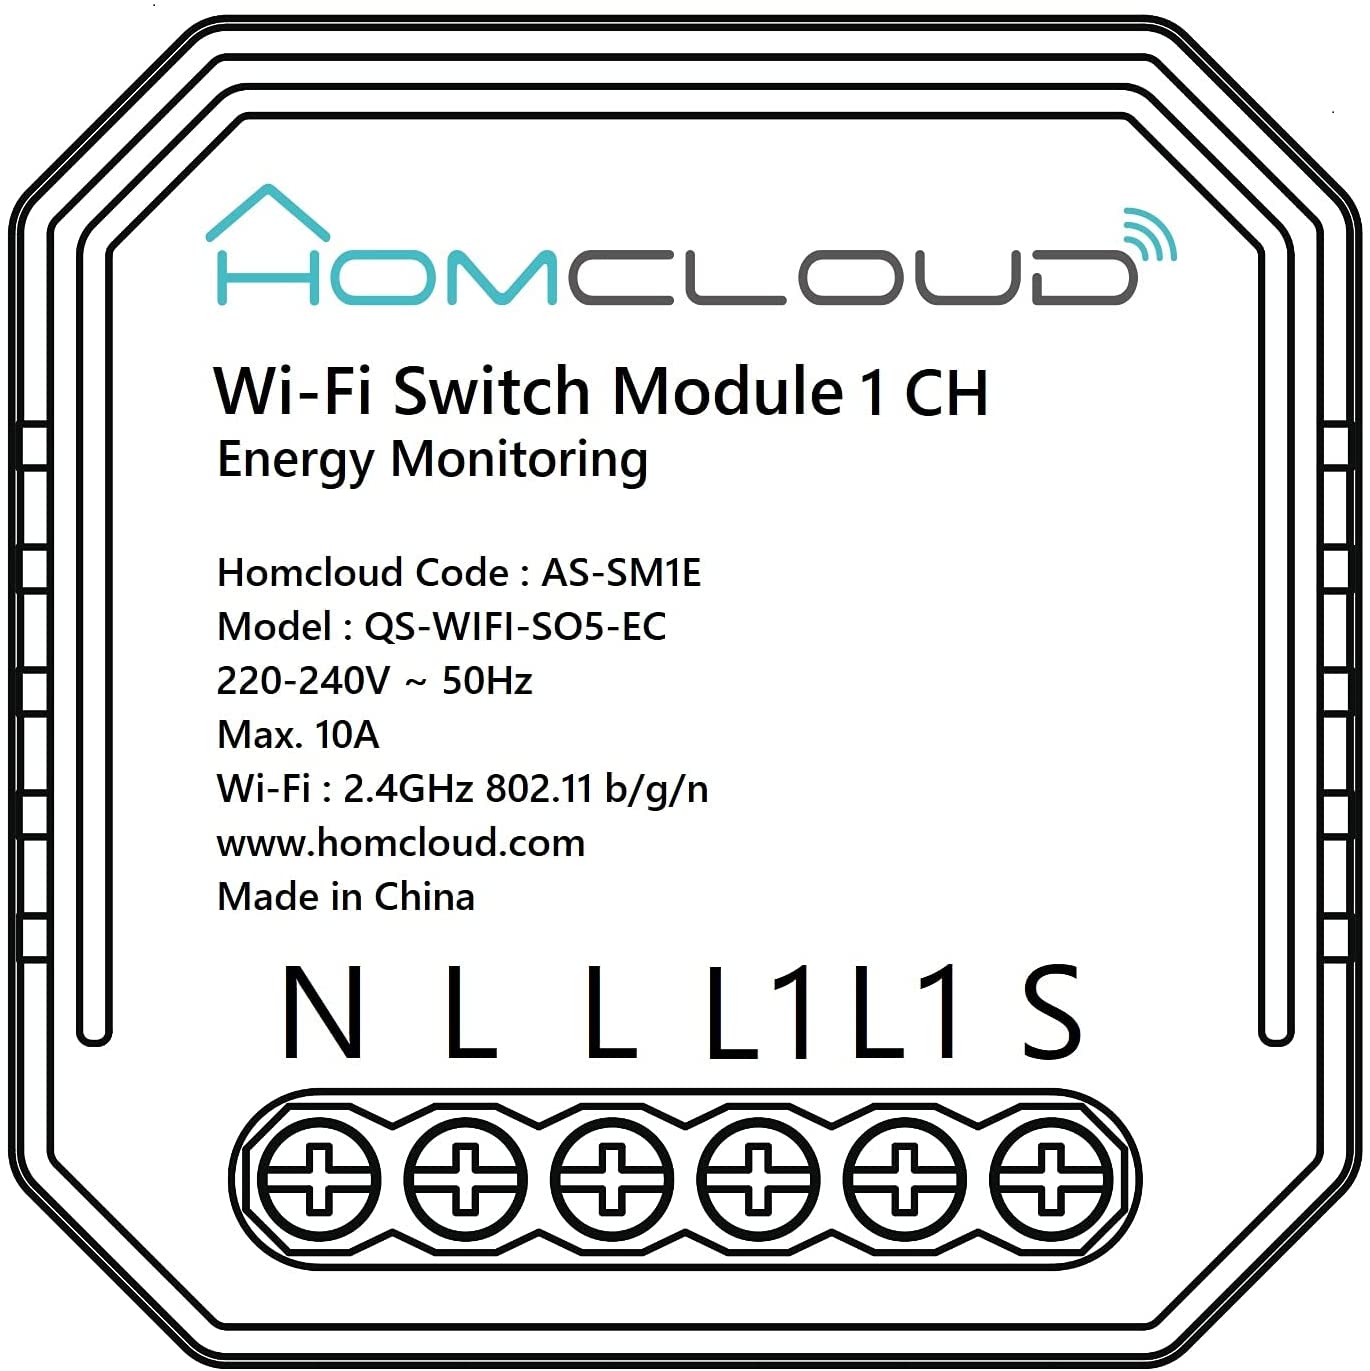 HOMCLOUD
Wi-Fi Switch Module 1 CH
Energy Monitoring
Homcloud Code : AS-SM1E
Model : QS-WIFI-SO5-EC
220-240V ~ 50Hz
Max. 10A
Wi-Fi : 2.4GHz 802.11 b/g/n
www.homcloud.com
Made in China
N L L L1 L1 S